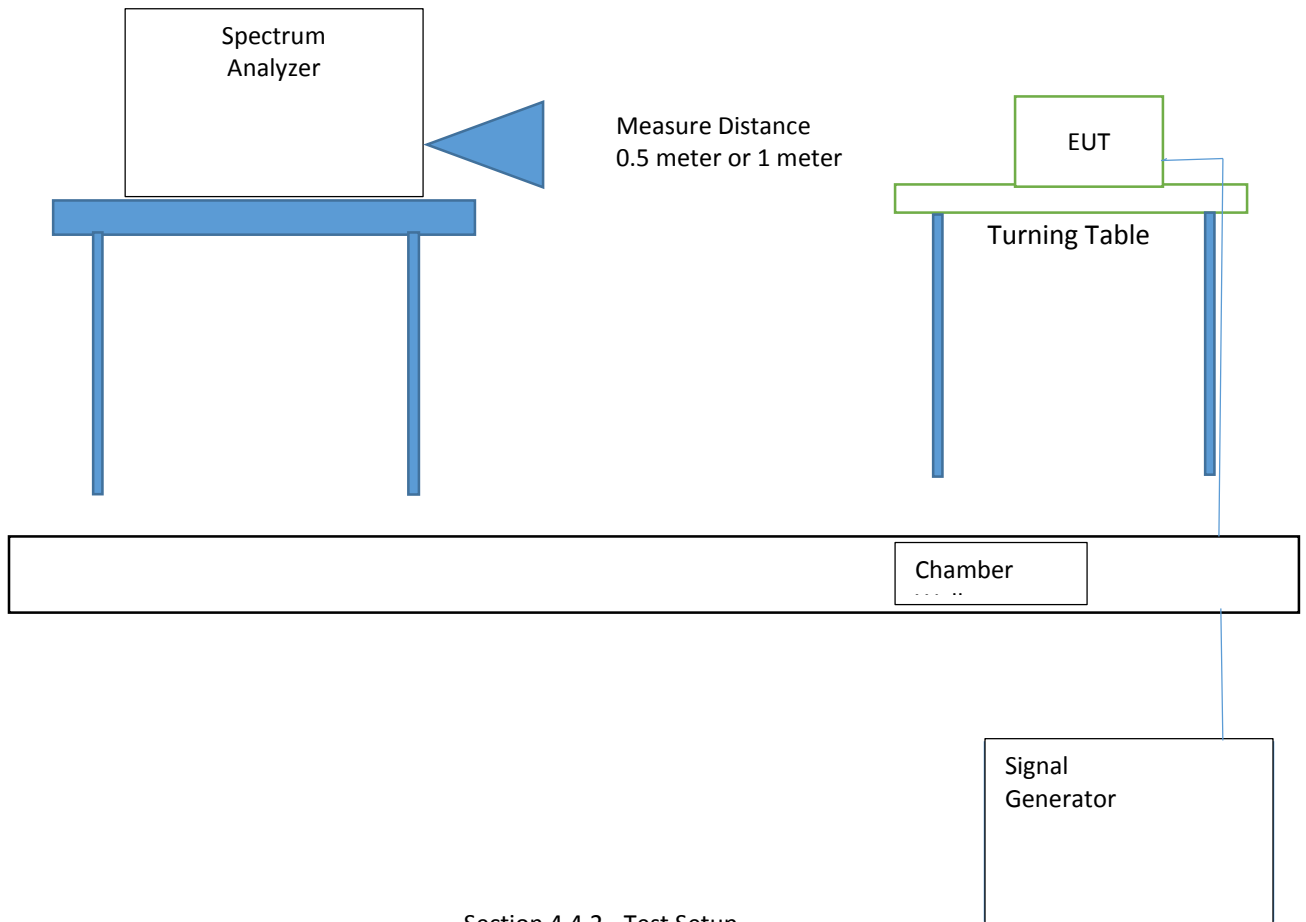 Spectrum
Analyzer
Measure Distance
0.5 meter or 1 meter
EUT
Turning Table
Chamber
Signal
Generator
Section 4.4.2 - Test Setup